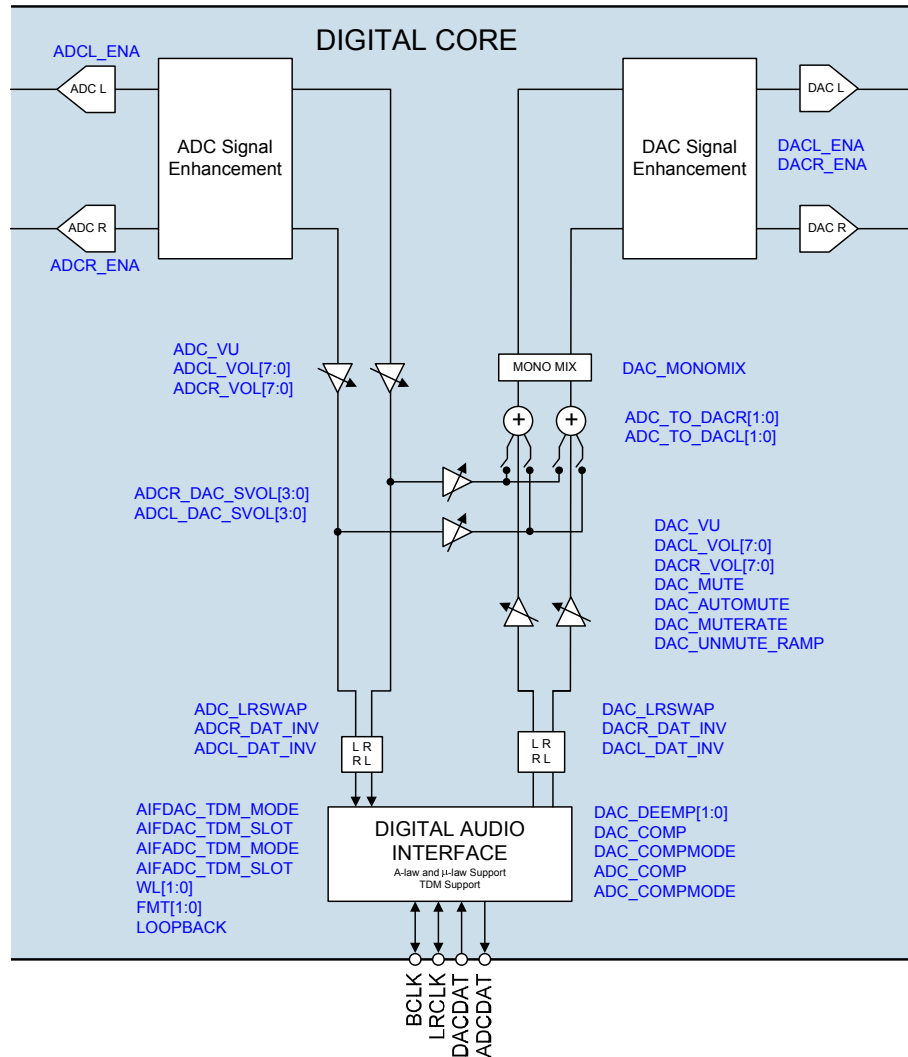 DIGITAL CORE
ADCL_ENA
ADC L
ADC Signal
Enhancement
ADC R
ADCR_ENA
DAC Signal
Enhancement
DAC L
DACL_ENA
DACR_ENA
DAC R
ADC_VU
ADCL_VOL[7:0]
ADCR_VOL[7:0]
MONO MIX
DAC_MONOMIX
+
+
ADC_TO_DACR[1:0]
ADC_TO_DACL[1:0]
ADCR_DAC_SVOL[3:0]
ADCL_DAC_SVOL[3:0]
DAC_VU
DACL_VOL[7:0]
DACR_VOL[7:0]
DAC_MUTE
DAC_AUTOMUTE
DAC_MUTERATE
DAC_UNMUTE_RAMP
ADC_LRSWAP
ADCR_DAT_INV
ADCL_DAT_INV
L R
R L
L R
R L
DAC_LRSWAP
DACR_DAT_INV
DACL_DAT_INV
AIFDAC_TDM_MODE
AIFDAC_TDM_SLOT
AIFADC_TDM_MODE
AIFADC_TDM_SLOT
WL[1:0]
FMT[1:0]
LOOPBACK
DIGITAL AUDIO
INTERFACE
A-law and μ-law Support
TDM Support
DAC_DEEMP[1:0]
DAC_COMP
DAC_COMPMODE
ADC_COMP
ADC_COMPMODE
BCLK
LRCLK
DACDAT
ADCDAT